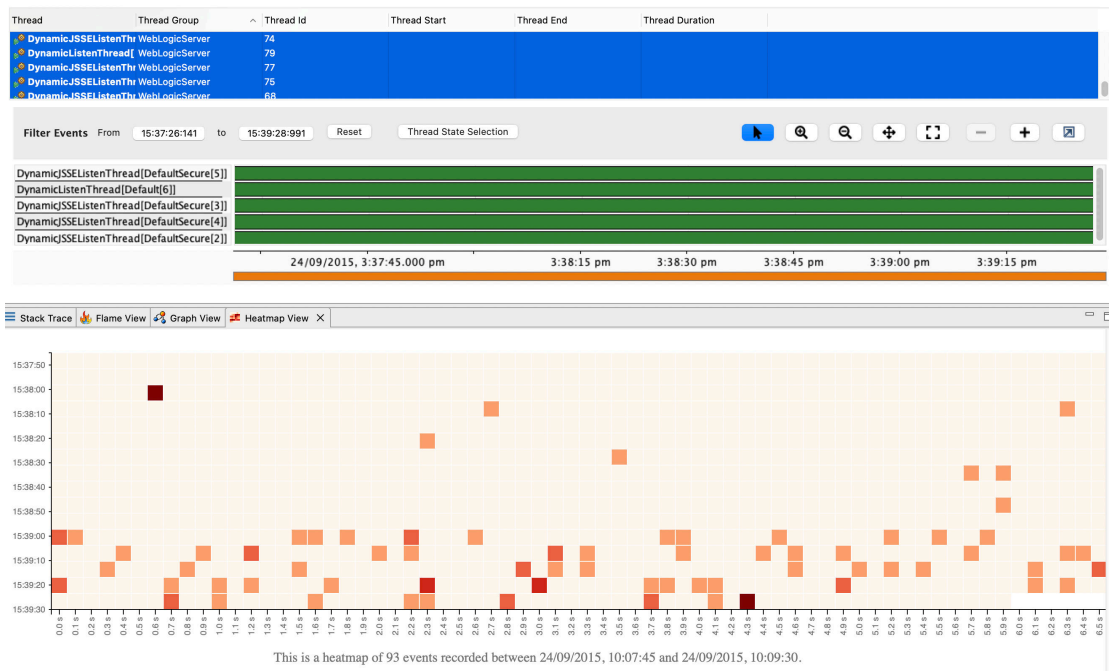 Thread Thread Group Thread Id Thread Start Thread End Thread Duration
DynamicJSSEListenThr WebLogicServer 74
DynamicListenThread[ WebLogicServer 79
DynamicJSSEListenThr WebLogicServer 77
DynamicJSSEListenThr WebLogicServer 75
DynamicJSSEListenThr WebLogicServer 68
Filter Events From 15:37:26:141 to 15:39:28:991 Reset Thread State Selection
DynamicJSSEListenThread[DefaultSecure[5]]
DynamicListenThread[Default[6]]
DynamicJSSEListenThread[DefaultSecure[3]]
DynamicJSSEListenThread[DefaultSecure[4]]
DynamicJSSEListenThread[DefaultSecure[2]]
24/09/2015, 3:37:45.000 pm 3:38:15 pm 3:38:30 pm 3:38:45 pm 3:39:00 pm 3:39:15 pm
Stack Trace Flame View Graph View Heatmap View X
15:37:50
15:38:00
15:38:10
15:38:20
15:38:30
15:38:40
15:38:50
15:39:00
15:39:10
15:39:20
15:39:30
0.0 s 0.1 s 0.2 s 0.3 s 0.4 s 0.5 s 0.6 s 0.7 s 0.8 s 0.9 s 1.0 s 1.1 s 1.2 s 1.3 s 1.4 s 1.5 s 1.6 s 1.7 s 1.8 s 1.9 s 2.0 s 2.1 s 2.2 s 2.3 s 2.4 s 2.5 s 2.6 s 2.7 s 2.8 s 2.9 s 3.0 s 3.1 s 3.2 s 3.3 s 3.4 s 3.5 s 3.6 s 3.7 s 3.8 s 3.9 s 4.0 s 4.1 s 4.2 s 4.3 s 4.4 s 4.5 s 4.6 s 4.7 s 4.8 s 4.9 s 5.0 s 5.1 s 5.2 s 5.3 s 5.4 s 5.5 s 5.6 s 5.7 s 5.8 s 5.9 s 6.0 s 6.1 s 6.2 s 6.3 s 6.4 s 6.5 s
This is a heatmap of 93 events recorded between 24/09/2015, 10:07:45 and 24/09/2015, 10:09:30.